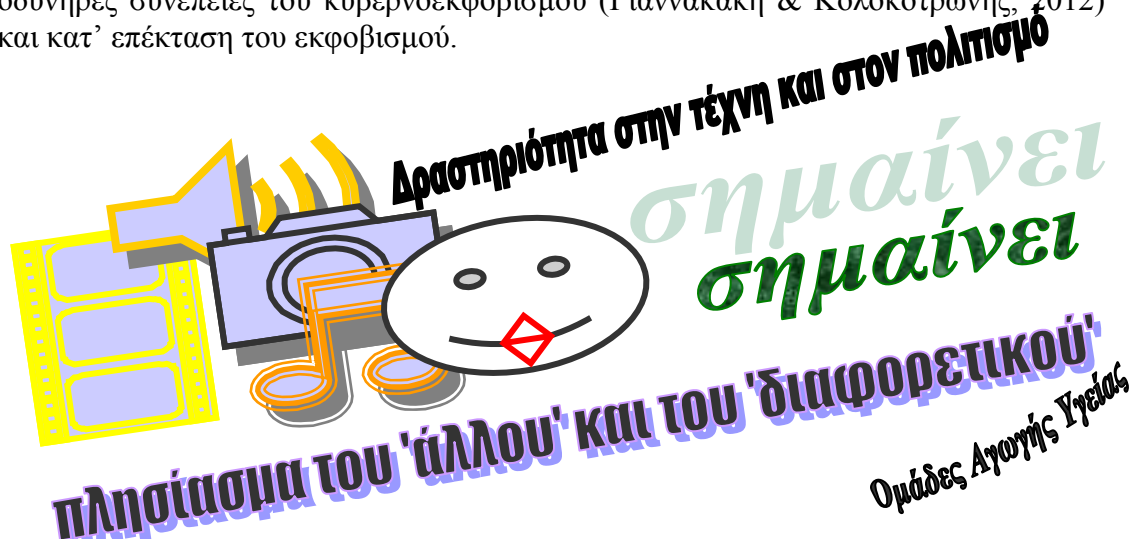 οδυνηρές συνέπειες του κυβερνοεκφοβισμού (Γιαννακάκη & Κολοκοτρώνης, 2012)
και κατ’ επέκταση του εκφοβισμού.
Δραστηριότητα στην τέχνη και στον πολιτισμό
σημαίνει
πλησίασμα του 'άλλου' και του 'διαφορετικού'
Ομάδες Αγωγής Υγείας